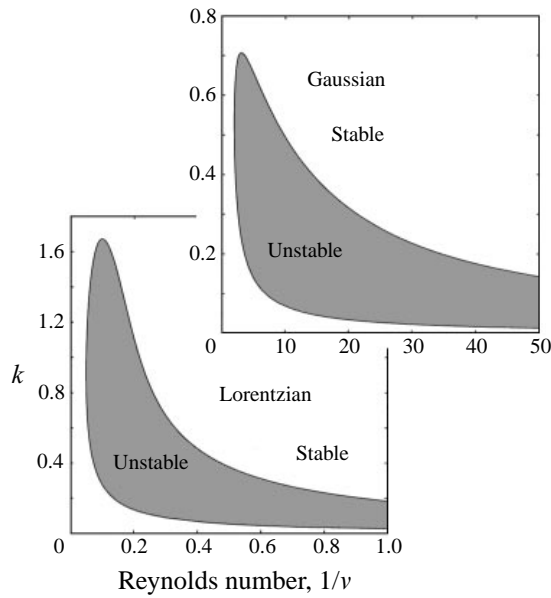 0.8
Gaussian
0.6
Stable
0.4
Unstable
0.2
0
10
20
30
40
50
1.6
1.2
k
0.8
Lorentzian
Stable
Unstable
0.4
0
0.2
0.4
0.6
0.8
1.0
Reynolds number, 1/ν